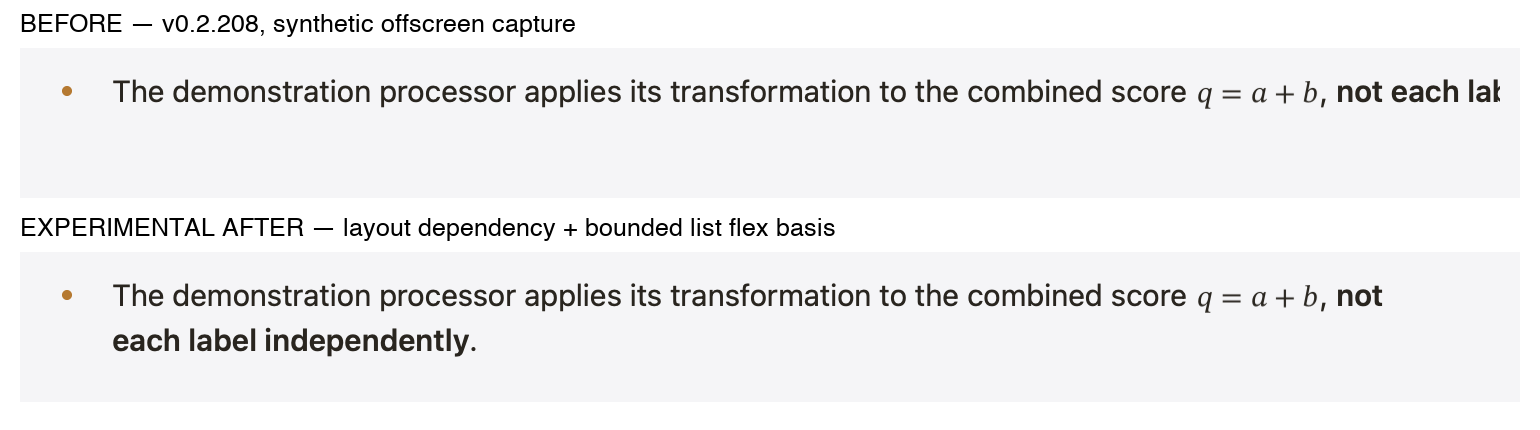 BEFORE — v0.2.208, synthetic offscreen capture
• The demonstration processor applies its transformation to the combined score q = a + b, not each
EXPERIMENTAL AFTER — layout dependency + bounded list flex basis
• The demonstration processor applies its transformation to the combined score q = a + b, not
each label independently.